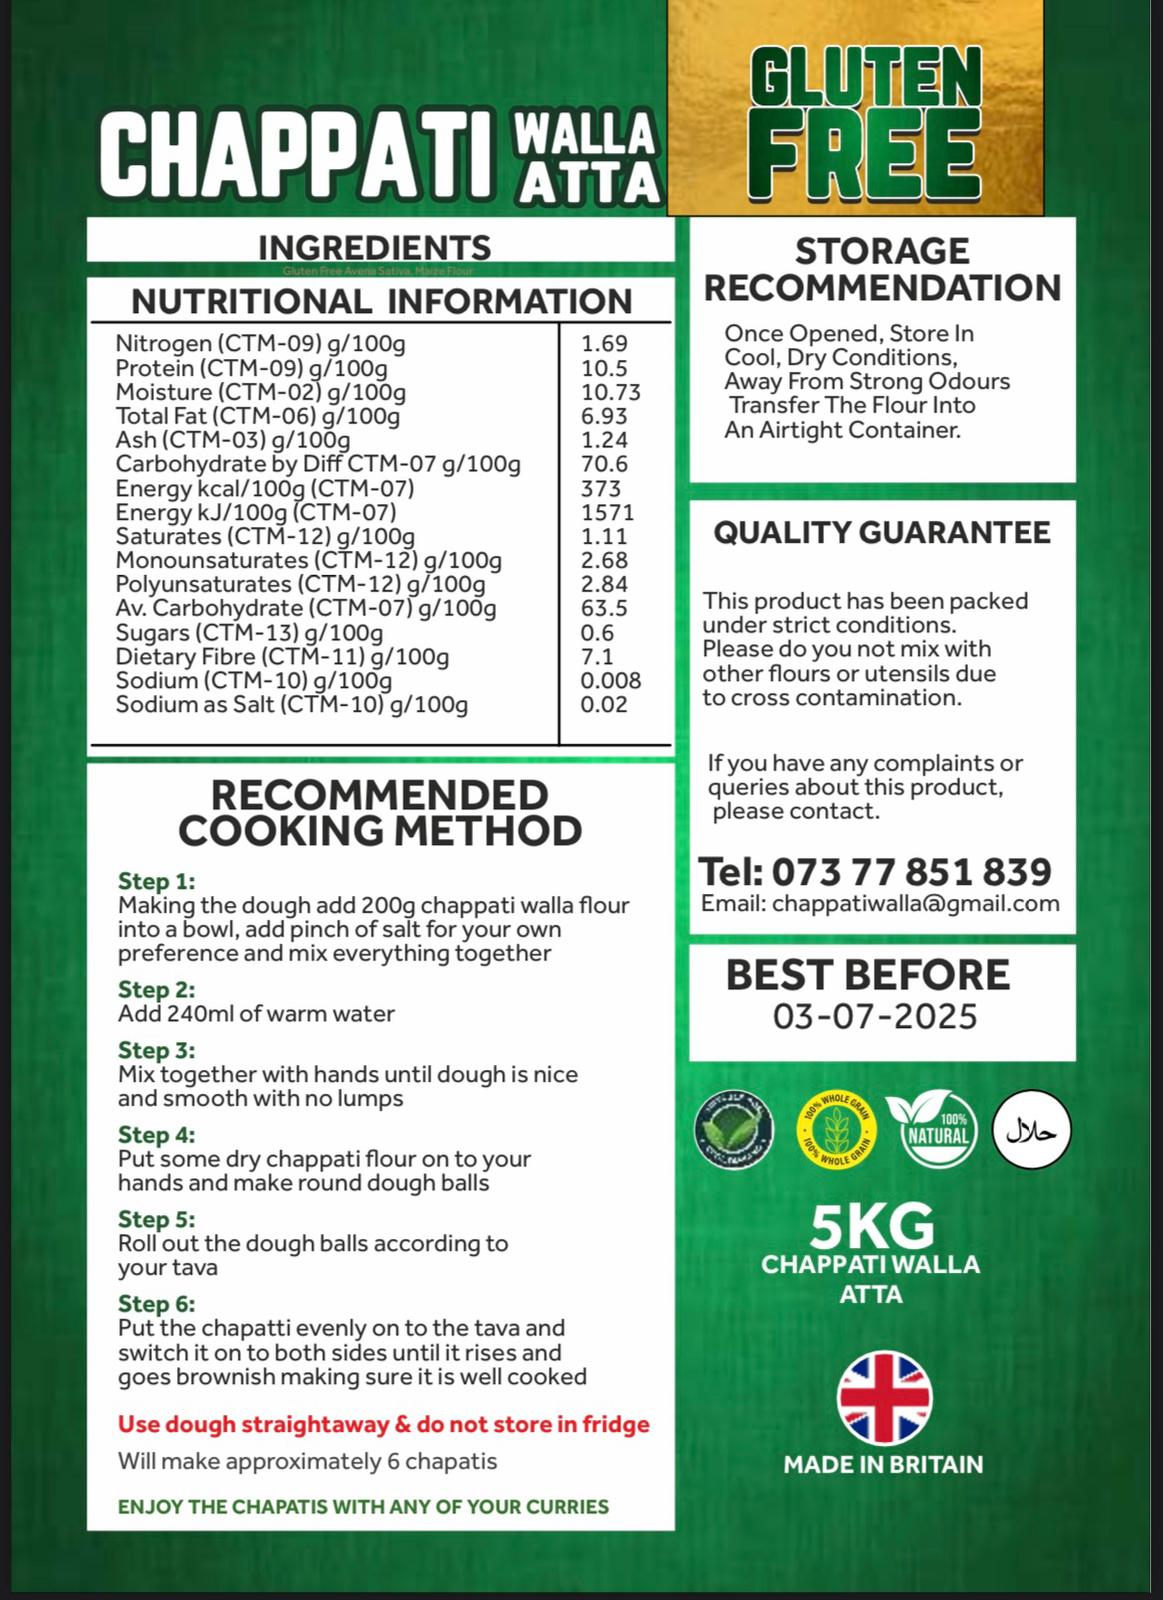 CHAPPATI WALLA ATTA
GLUTEN
FREE
INGREDIENTS
Gluten Free Avena Sativa, Maize Flour
NUTRITIONAL INFORMATION
Nitrogen (CTM-09) g/100g 1.69
Protein (CTM-09) g/100g 10.5
Moisture (CTM-02) g/100g 10.73
Total Fat (CTM-06) g/100g 6.93
Ash (CTM-03) g/100g 1.24
Carbohydrate by Diff CTM-07 g/100g 70.6
Energy kcal/100g (CTM-07) 373
Energy kJ/100g (CTM-07) 1571
Saturates (CTM-12) g/100g 1.11
Monounsaturates (CTM-12) g/100g 2.68
Polyunsaturates (CTM-12) g/100g 2.84
Av. Carbohydrate (CTM-07) g/100g 63.5
Sugars (CTM-13) g/100g 0.6
Dietary Fibre (CTM-11) g/100g 7.1
Sodium (CTM-10) g/100g 0.008
Sodium as Salt (CTM-10) g/100g 0.02
RECOMMENDED
COOKING METHOD
Step 1:
Making the dough add 200g chappati walla flour
into a bowl, add pinch of salt for your own
preference and mix everything together
Step 2:
Add 240ml of warm water
Step 3:
Mix together with hands until dough is nice
and smooth with no lumps
Step 4:
Put some dry chappati flour on to your
hands and make round dough balls
Step 5:
Roll out the dough balls according to
your tava
Step 6:
Put the chapatti evenly on to the tava and
switch it on to both sides until it rises and
goes brownish making sure it is well cooked
Use dough straightaway & do not store in fridge
Will make approximately 6 chapatis
ENJOY THE CHAPATIS WITH ANY OF YOUR CURRIES
STORAGE
RECOMMENDATION
Once Opened, Store In
Cool, Dry Conditions,
Away From Strong Odours
Transfer The Flour Into
An Airtight Container.
QUALITY GUARANTEE
This product has been packed
under strict conditions.
Please do you not mix with
other flours or utensils due
to cross contamination.
If you have any complaints or
queries about this product,
please contact.
Tel: 073 77 851 839
Email: chappatiwalla@gmail.com
BEST BEFORE
03-07-2025
100% WHOLE GRAIN
100% WHOLE GRAIN
100%
NATURAL
حلال
5KG
CHAPPATI WALLA
ATTA
MADE IN BRITAIN